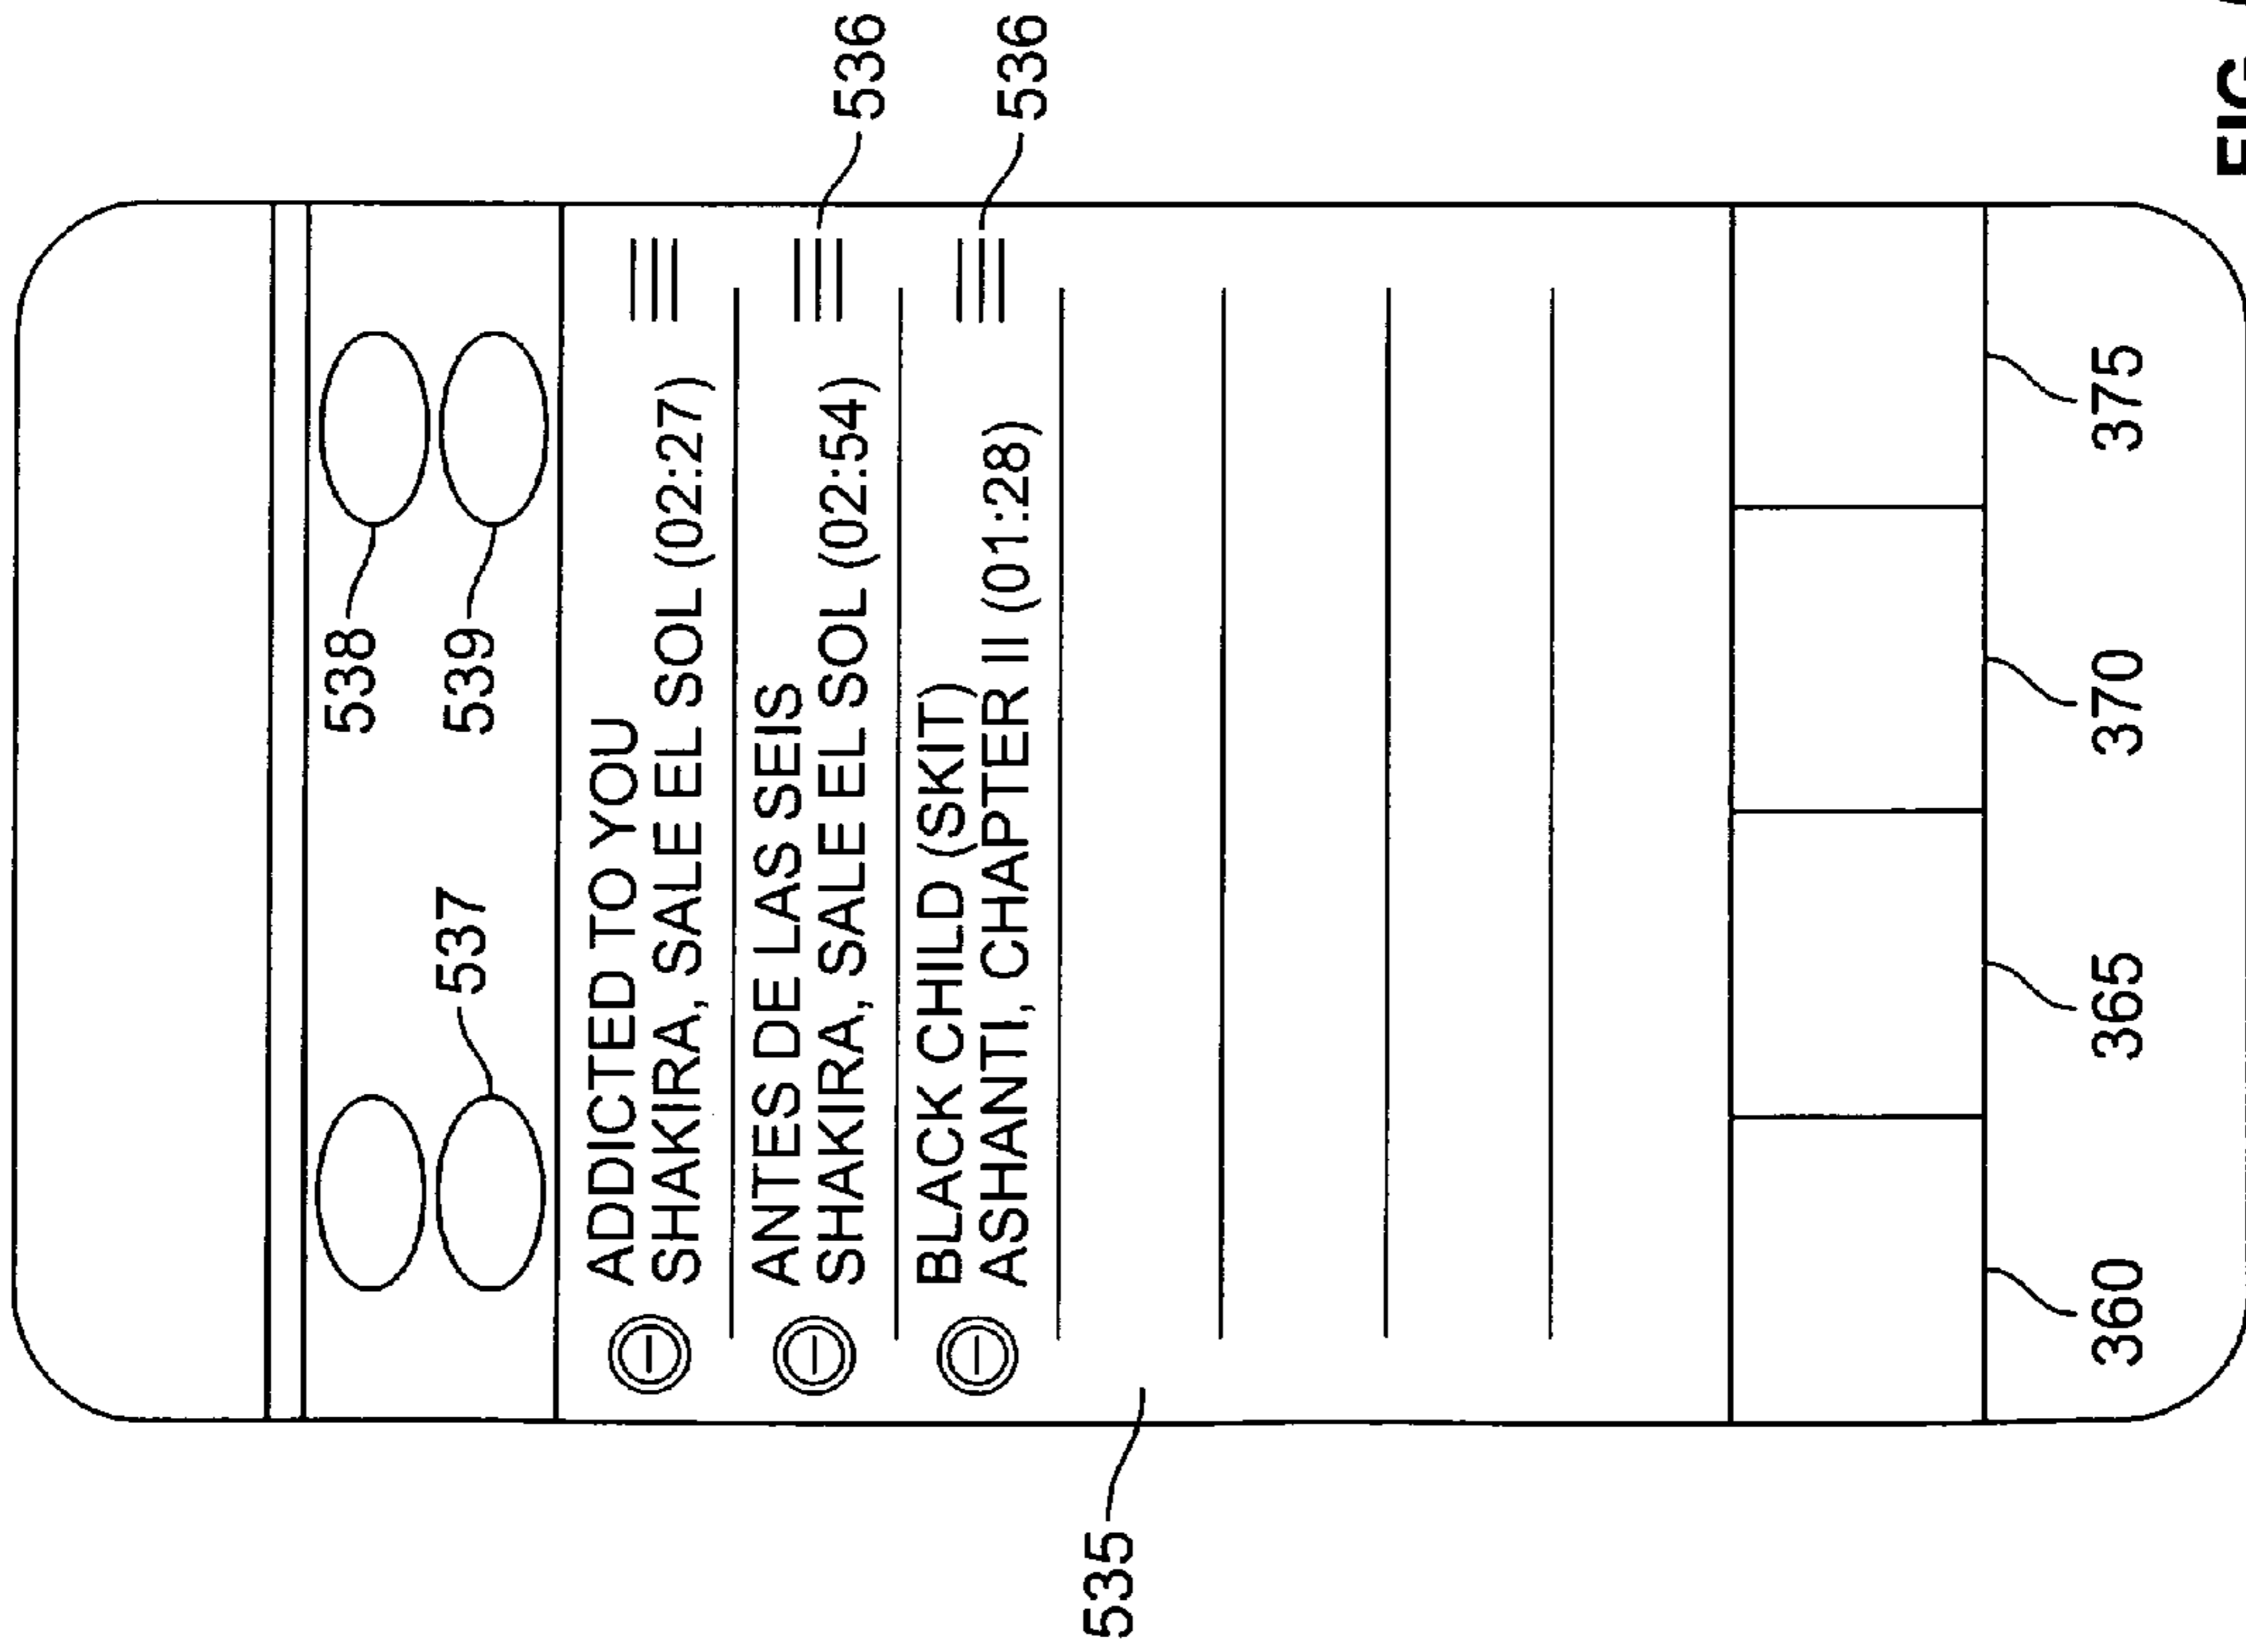 538
539
537
ADDICTED TO YOU
SHAKIRA, SALE EL SOL (02:27)
ANTES DE LAS SEIS
SHAKIRA, SALE EL SOL (02:54)
536
BLACK CHILD (SKIT)
ASHANTI, CHAPTER II (01:28)
536
535
360
365
370
375
FIG